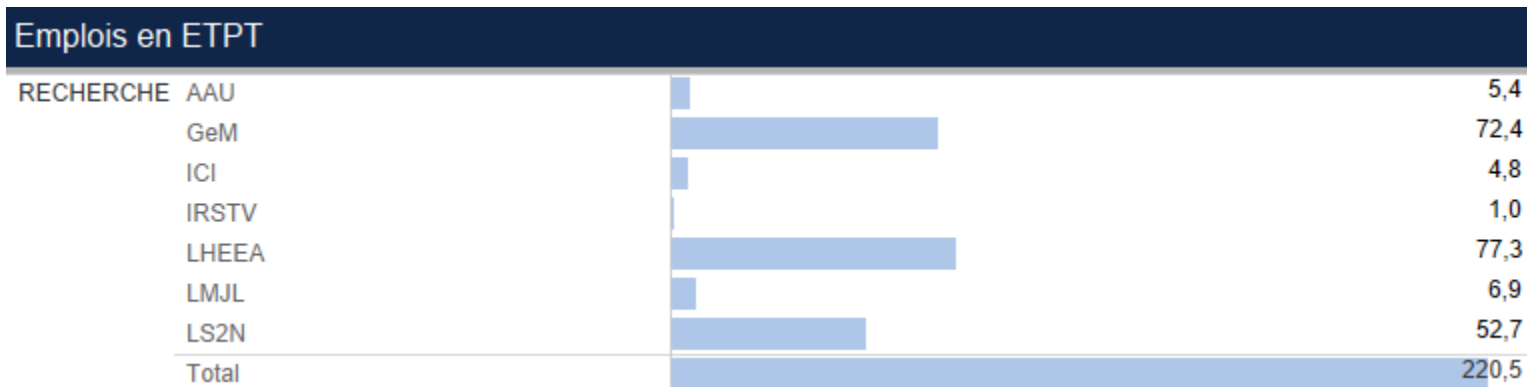 Emplois en ETPT
RECHERCHE AAU 5,4
GeM 72,4
ICI 4,8
IRSTV 1,0
LHEEA 77,3
LMJL 6,9
LS2N 52,7
Total 220,5